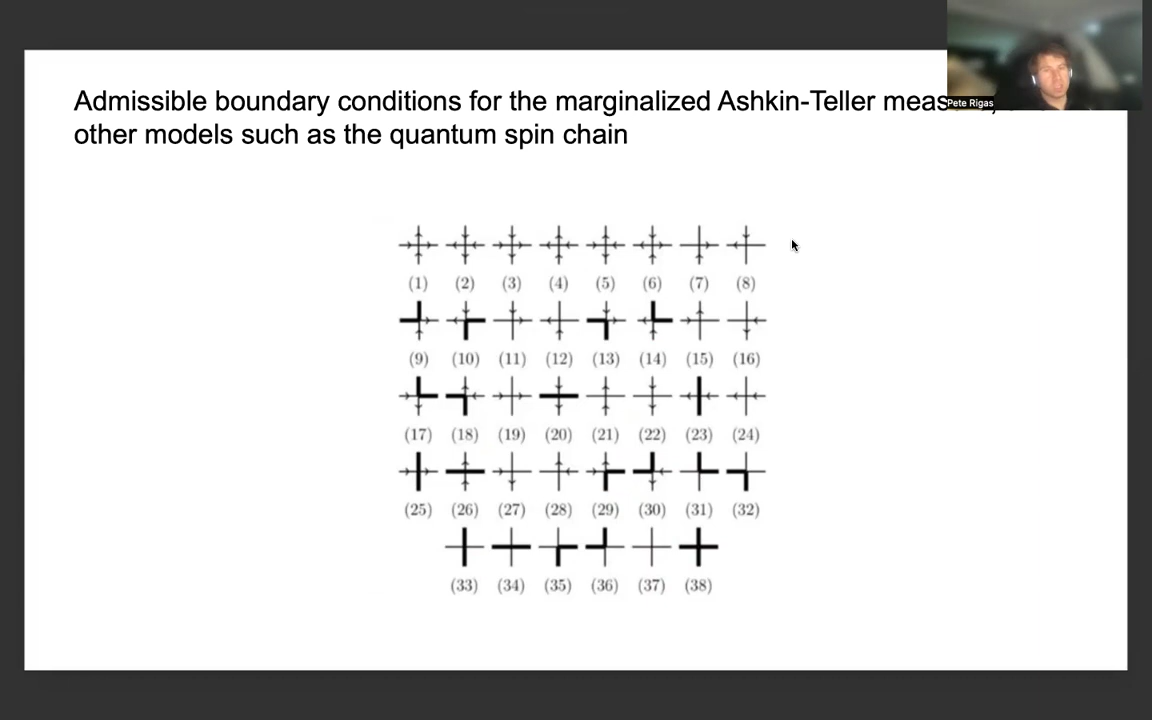 Admissible boundary conditions for the marginalized Ashkin-Teller
other models such as the quantum spin chain
Pete Rigas
(1) (2) (3) (4) (5) (6) (7) (8)
(9) (10) (11) (12) (13) (14) (15) (16)
(17) (18) (19) (20) (21) (22) (23) (24)
(25) (26) (27) (28) (29) (30) (31) (32)
(33) (34) (35) (36) (37) (38)